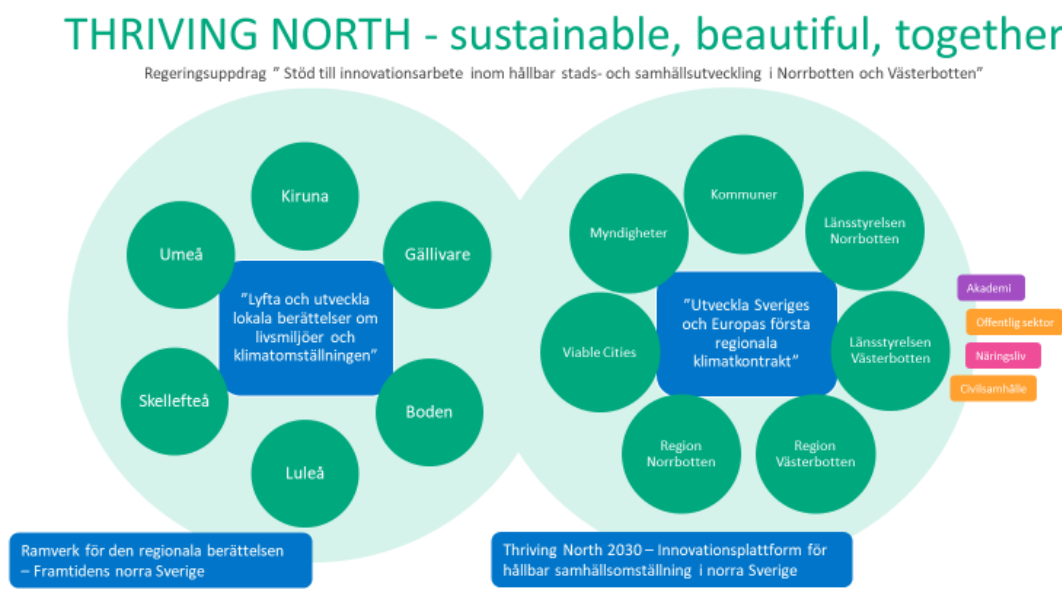 THRIVING NORTH - sustainable, beautiful, together
Regeringsuppdrag ” Stöd till innovationsarbete inom hållbar stads- och samhällsutveckling i Norrbotten och Västerbotten”
Kiruna
Umeå
Gällivare
”Lyfta och utveckla
lokala berättelser om
livsmiljöer och
klimatomställningen”
Skellefteå
Boden
Luleå
Ramverk för den regionala berättelsen
– Framtidens norra Sverige
Kommuner
Myndigheter
Länsstyrelsen
Norrbotten
”Utveckla Sveriges
och Europas första
regionala
klimatkontrakt”
Viable Cities
Länsstyrelsen
Västerbotten
Region
Norrbotten
Region
Västerbotten
Akademi
Offentlig sektor
Näringsliv
Civilsamhälle
Thriving North 2030 – Innovationsplattform för
hållbar samhällsomställning i norra Sverige